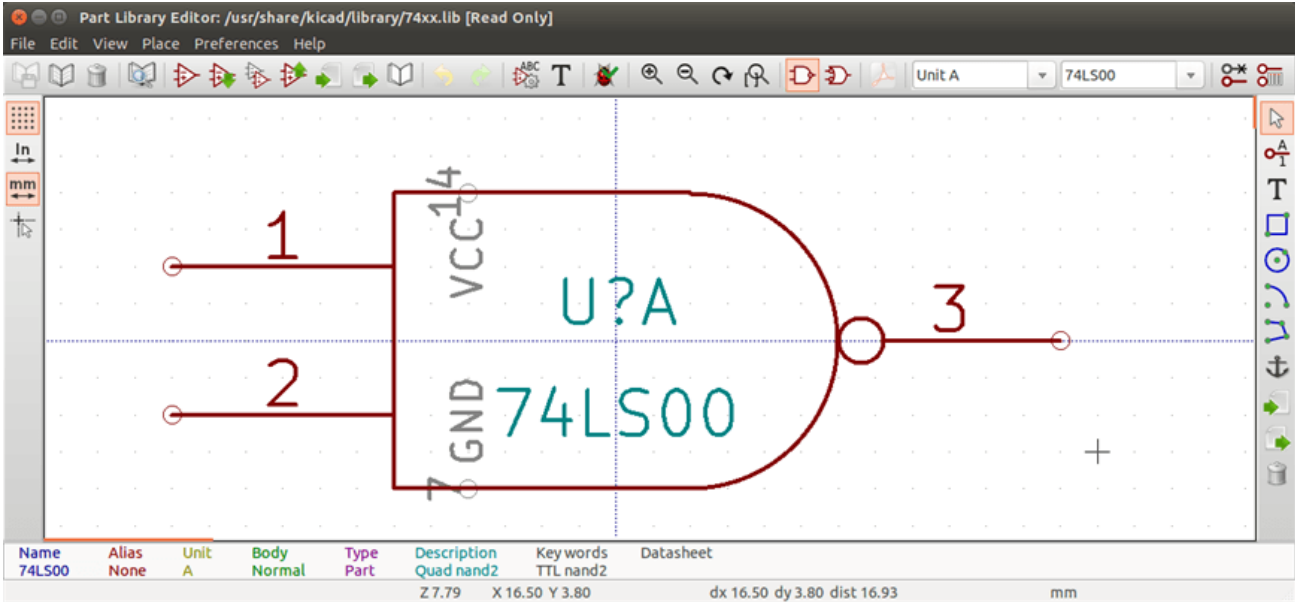 Part Library Editor: /usr/share/kicad/library/74xx.lib [Read Only]
File Edit View Place Preferences Help
ABC T Unit A 74LS00
In
mm
A
1
T
14
VCC
1
U?A
3
2
GND
74LS00
7
Name Alias Unit Body Type Description Key words Datasheet
74LS00 None A Normal Part Quad nand2 TTL nand2
Z 7.79 X 16.50 Y 3.80 dx 16.50 dy 3.80 dist 16.93 mm